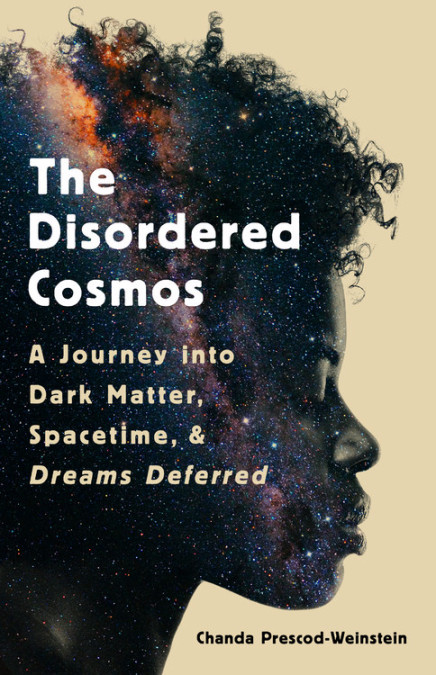 The
Disordered
Cosmos
A Journey into
Dark Matter,
Spacetime, &
Dreams Deferred
Chanda Prescod-Weinstein